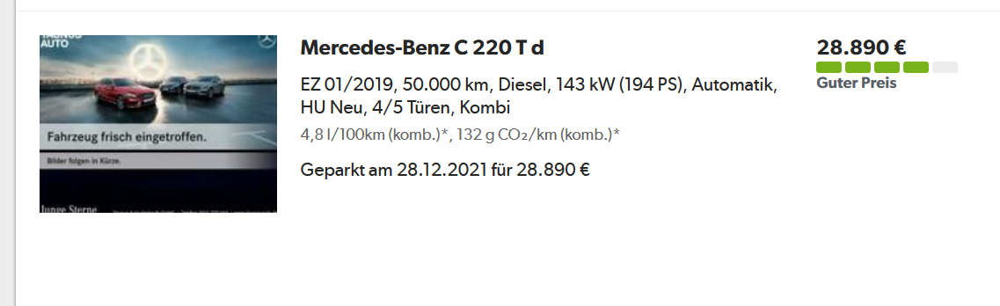 TAUNUS
AUTO
Fahrzeug frisch eingetroffen.
Bilder folgen in Kürze.
Junge Sterne
Mercedes-Benz C 220 T d
EZ 01/2019, 50.000 km, Diesel, 143 kW (194 PS), Automatik,
HU Neu, 4/5 Türen, Kombi
4,8 l/100km (komb.)*, 132 g CO₂/km (komb.)*
Geparkt am 28.12.2021 für 28.890 €
28.890 €
Guter Preis